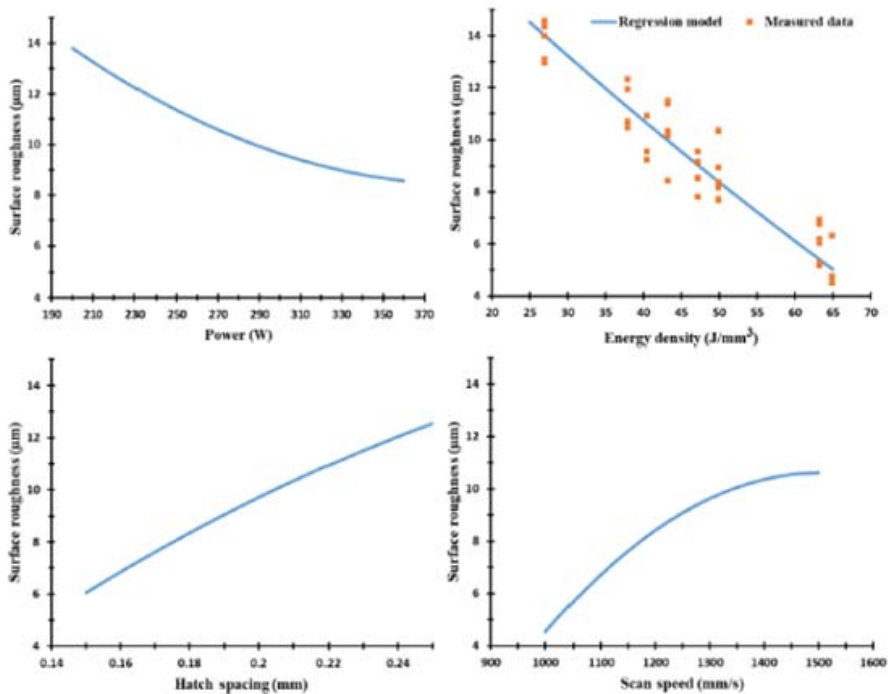 14
12
10
8
6
4
Surface roughness (µm)
190 210 230 250 270 290 310 330 350 370
Power (W)
Regression model Measured data
14
12
10
8
6
4
Surface roughness (µm)
20 25 30 35 40 45 50 55 60 65 70
Energy density (J/mm³)
14
12
10
8
6
4
Surface roughness (µm)
0.14 0.16 0.18 0.2 0.22 0.24
Hatch spacing (mm)
14
12
10
8
6
4
Surface roughness (µm)
900 1000 1100 1200 1300 1400 1500 1600
Scan speed (mm/s)